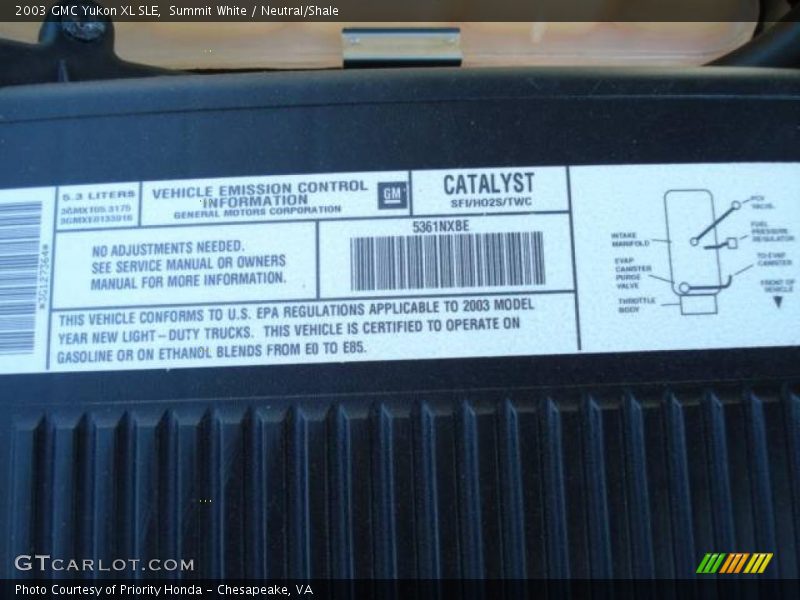 2003 GMC Yukon XL SLE, Summit White / Neutral/Shale
5.3 LITERS
VEHICLE EMISSION CONTROL
INFORMATION
GENERAL MOTORS CORPORATION
GM
CATALYST
SFI/HO2S/TWC
NO ADJUSTMENTS NEEDED.
SEE SERVICE MANUAL OR OWNERS
MANUAL FOR MORE INFORMATION.
5361NXBE
THIS VEHICLE CONFORMS TO U.S. EPA REGULATIONS APPLICABLE TO 2003 MODEL
YEAR NEW LIGHT-DUTY TRUCKS. THIS VEHICLE IS CERTIFIED TO OPERATE ON
GASOLINE OR ON ETHANOL BLENDS FROM E0 TO E85.
PCV
FUEL
PRESSURE
REGULATOR
INTAKE
MANIFOLD
TO EVAP
CANISTER
EVAP
CANISTER
PURGE
VALVE
THROTTLE
BODY
FRONT OF
VEHICLE
GTCARLOT.COM
Photo Courtesy of Priority Honda - Chesapeake, VA